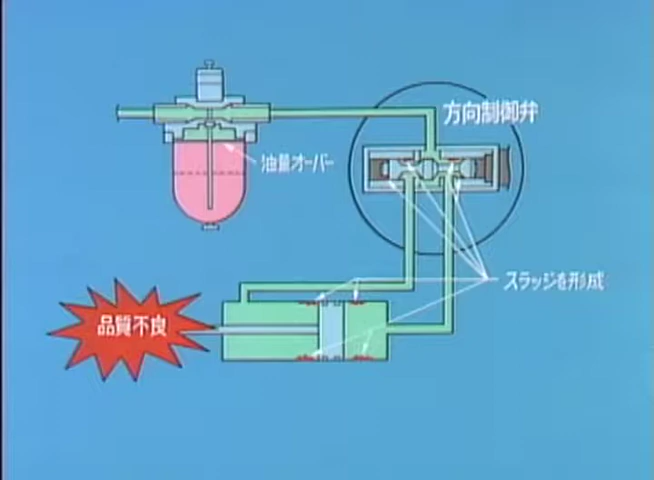 方向制御弁
油量オーバー
スラッジを形成
品質不良